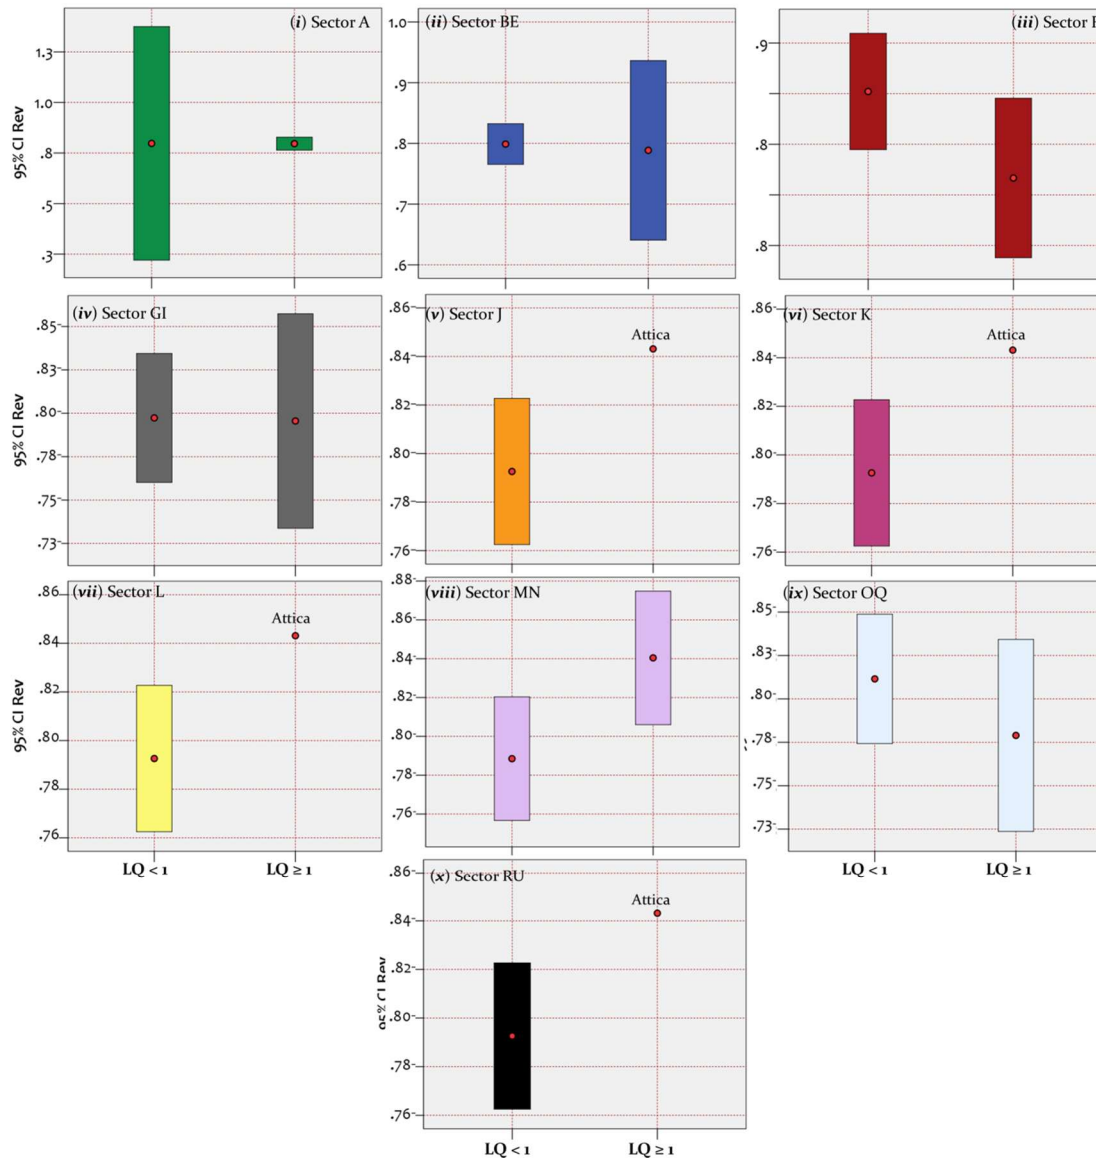 (i) Sector A
1.3
1.0
.8
.5
.3
95% CI Rev
(ii) Sector BE
1.0
.9
.8
.7
.6
(iii) Sector F
.9
.8
.8
(iv) Sector GI
.85
.83
.80
.78
.75
.73
95% CI Rev
(v) Sector J
.86
.84
.82
.80
.78
.76
Attica
(vi) Sector K
.86
.84
.82
.80
.78
.76
Attica
(vii) Sector L
.86
.84
.82
.80
.78
.76
95% CI Rev
Attica
LQ < 1 LQ ≥ 1
(viii) Sector MN
.88
.86
.84
.82
.80
.78
.76
(ix) Sector OQ
.85
.83
.80
.78
.75
.73
LQ < 1 LQ ≥ 1
(x) Sector RU
.86
.84
.82
.80
.78
.76
95% CI Rev
Attica
LQ < 1 LQ ≥ 1